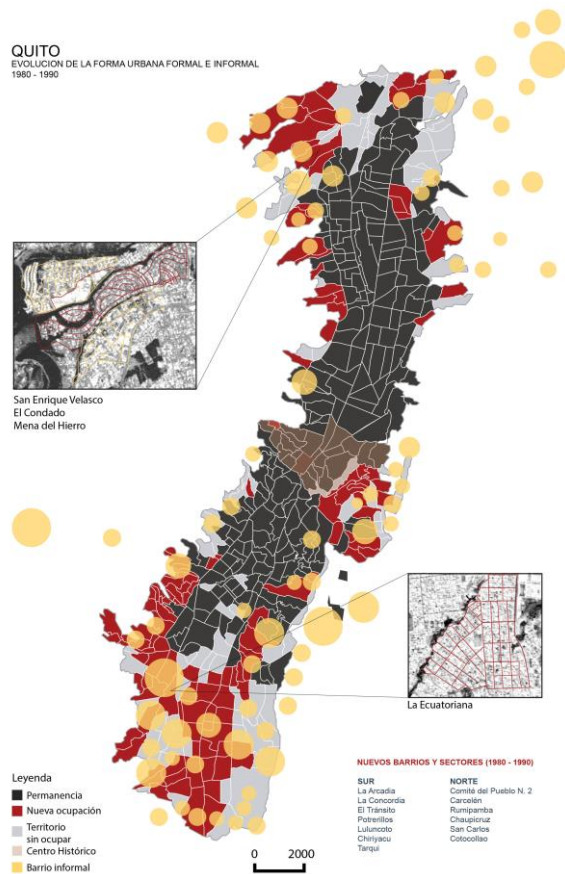 QUITO
EVOLUCION DE LA FORMA URBANA FORMAL E INFORMAL
1980 - 1990
San Enrique Velasco
El Condado
Mena del Hierro
La Ecuatoriana
Leyenda
Permanencia
Nueva ocupación
Territorio
sin ocupar
Centro Histórico
Barrio informal
0 2000
NUEVOS BARRIOS Y SECTORES (1980 - 1990)
SUR
La Arcadia
La Concordia
El Tránsito
Potrerillos
Luluncoto
Chiriyacu
Tarqui
NORTE
Comité del Pueblo N. 2
Carcelén
Rumipamba
Chaupicruz
San Carlos
Cotocollao